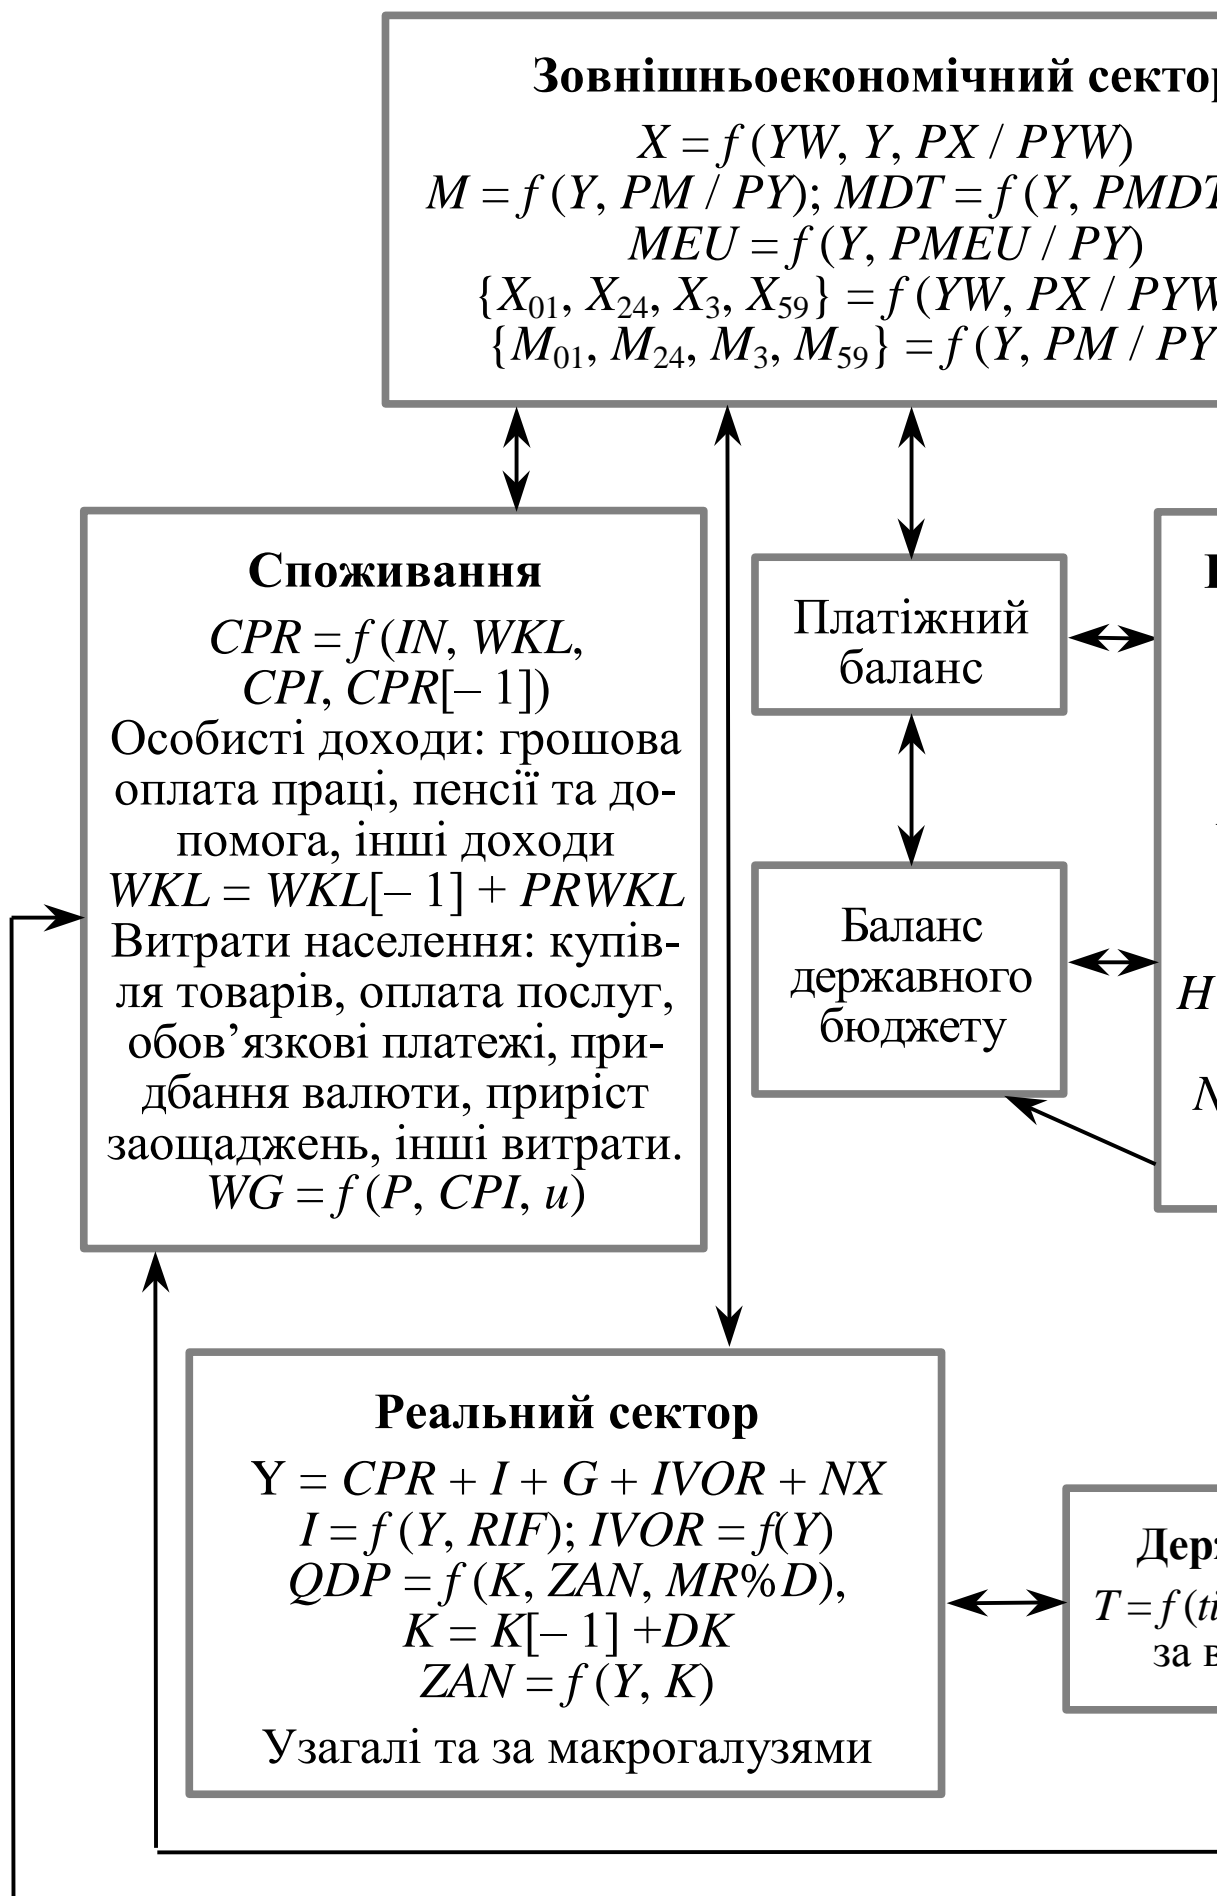 Зовнішньоекономічний сектор
X = f (YW, Y, PX / PYW)
M = f (Y, PM / PY); MDT = f (Y, PMDT
MEU = f (Y, PMEU / PY)
{X₀₁, X₂₄, X₃, X₅₉} = f (YW, PX / PYW
{M₀₁, M₂₄, M₃, M₅₉} = f (Y, PM / PY
Споживання
CPR = f (IN, WKL,
CPI, CPR[– 1])
Особисті доходи: грошова
оплата праці, пенсії та до-
помога, інші доходи
WKL = WKL[– 1] + PRWKL
Витрати населення: купів-
ля товарів, оплата послуг,
обов’язкові платежі, при-
дбання валюти, приріст
заощаджень, інші витрати.
WG = f (P, CPI, u)
Платіжний
баланс
Баланс
державного
бюджету
H
N
Реальний сектор
Y = CPR + I + G + IVOR + NX
I = f (Y, RIF); IVOR = f(Y)
QDP = f (K, ZAN, MR%D),
K = K[– 1] +DK
ZAN = f (Y, K)
Узагалі та за макрогалузями
Держ
T = f (ti
за в